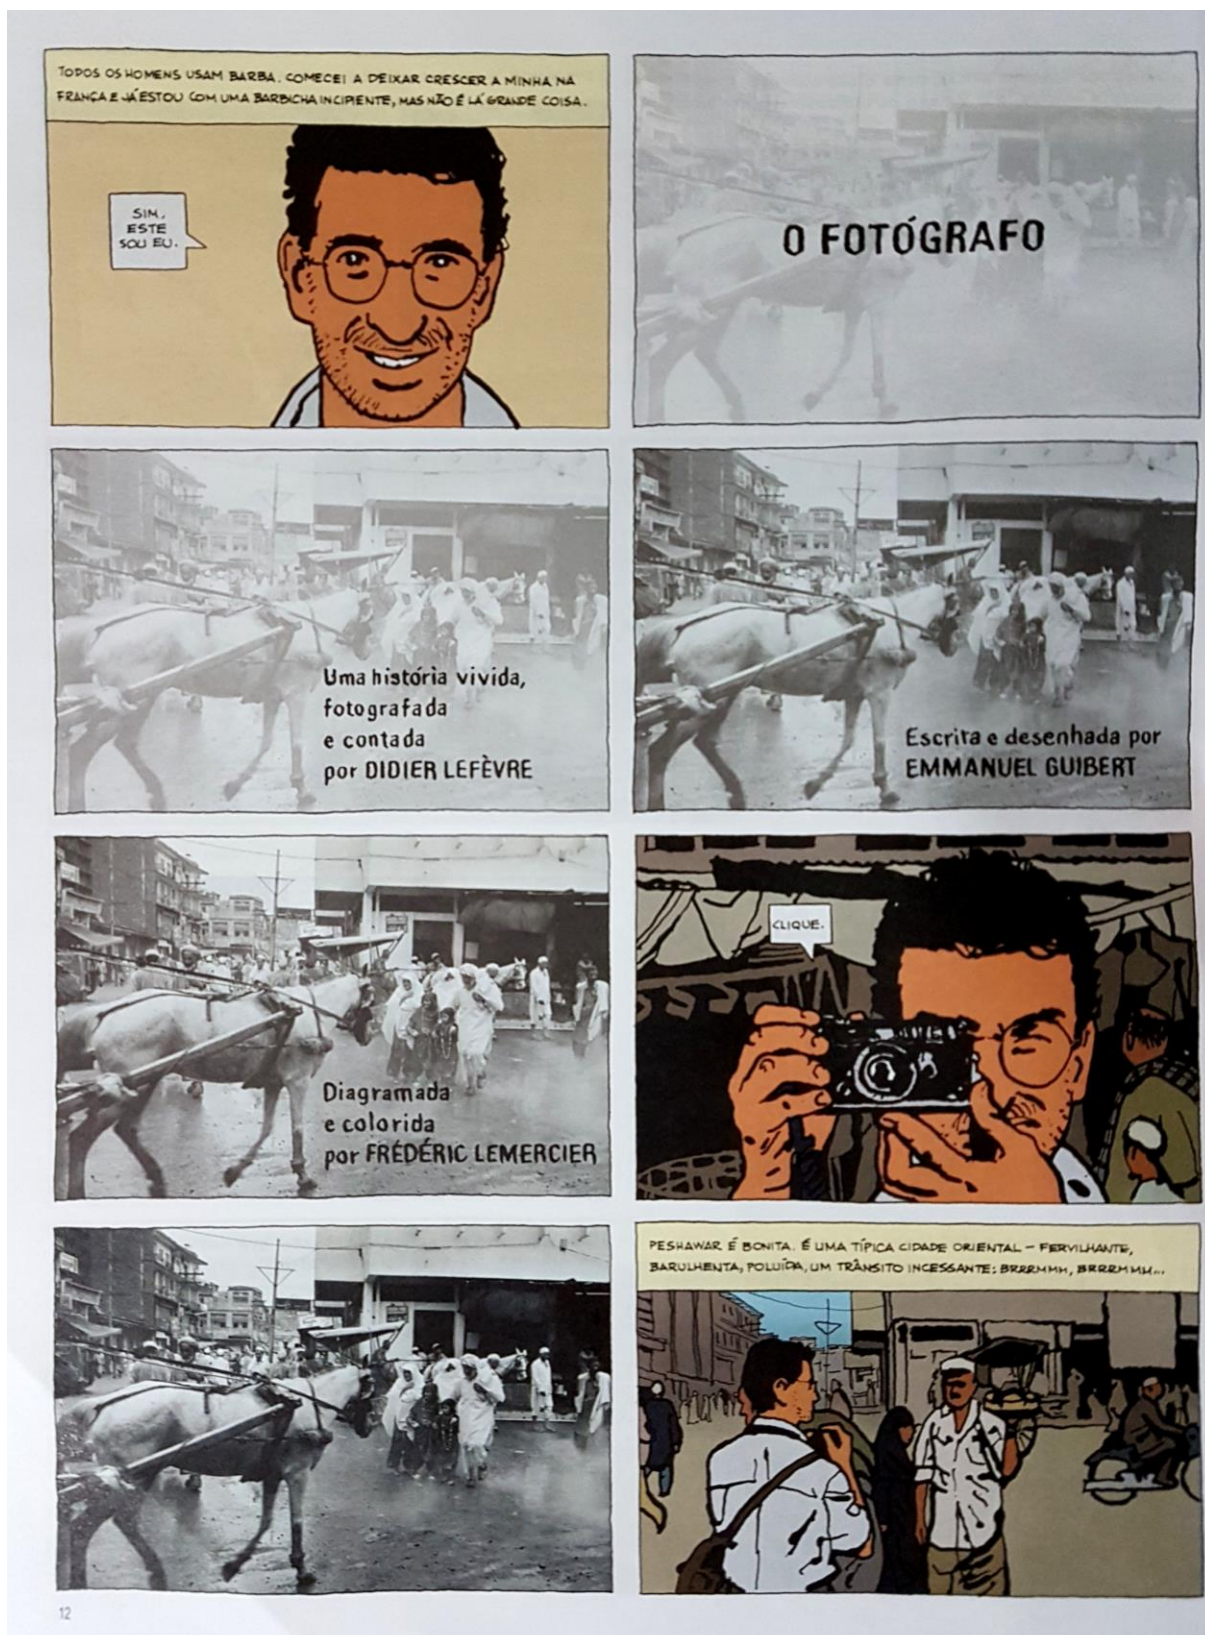 TODOS OS HOMENS USAM BARBA. COMECEI A DEIXAR CRESCER A MINHA NA
FRANÇA E JÁ ESTOU COM UMA BARBICHA INCIPIENTE, MAS NÃO É LÁ GRANDE COISA.
SIM,
ESTE
SOU EU.
O FOTÓGRAFO
Uma história vivida,
fotografada
e contada
por DIDIER LEFÈVRE
Escrita e desenhada por
EMMANUEL GUIBERT
Diagramada
e colorida
por FRÉDÉRIC LEMERCIER
CLIQUE.
PESHAWAR É BONITA. É UMA TÍPICA CIDADE ORIENTAL – FERVILHANTE,
BARULHENTA, POLUÍDA, UM TRÂNSITO INCESSANTE: BRRRMMM, BRRRMMM...
12